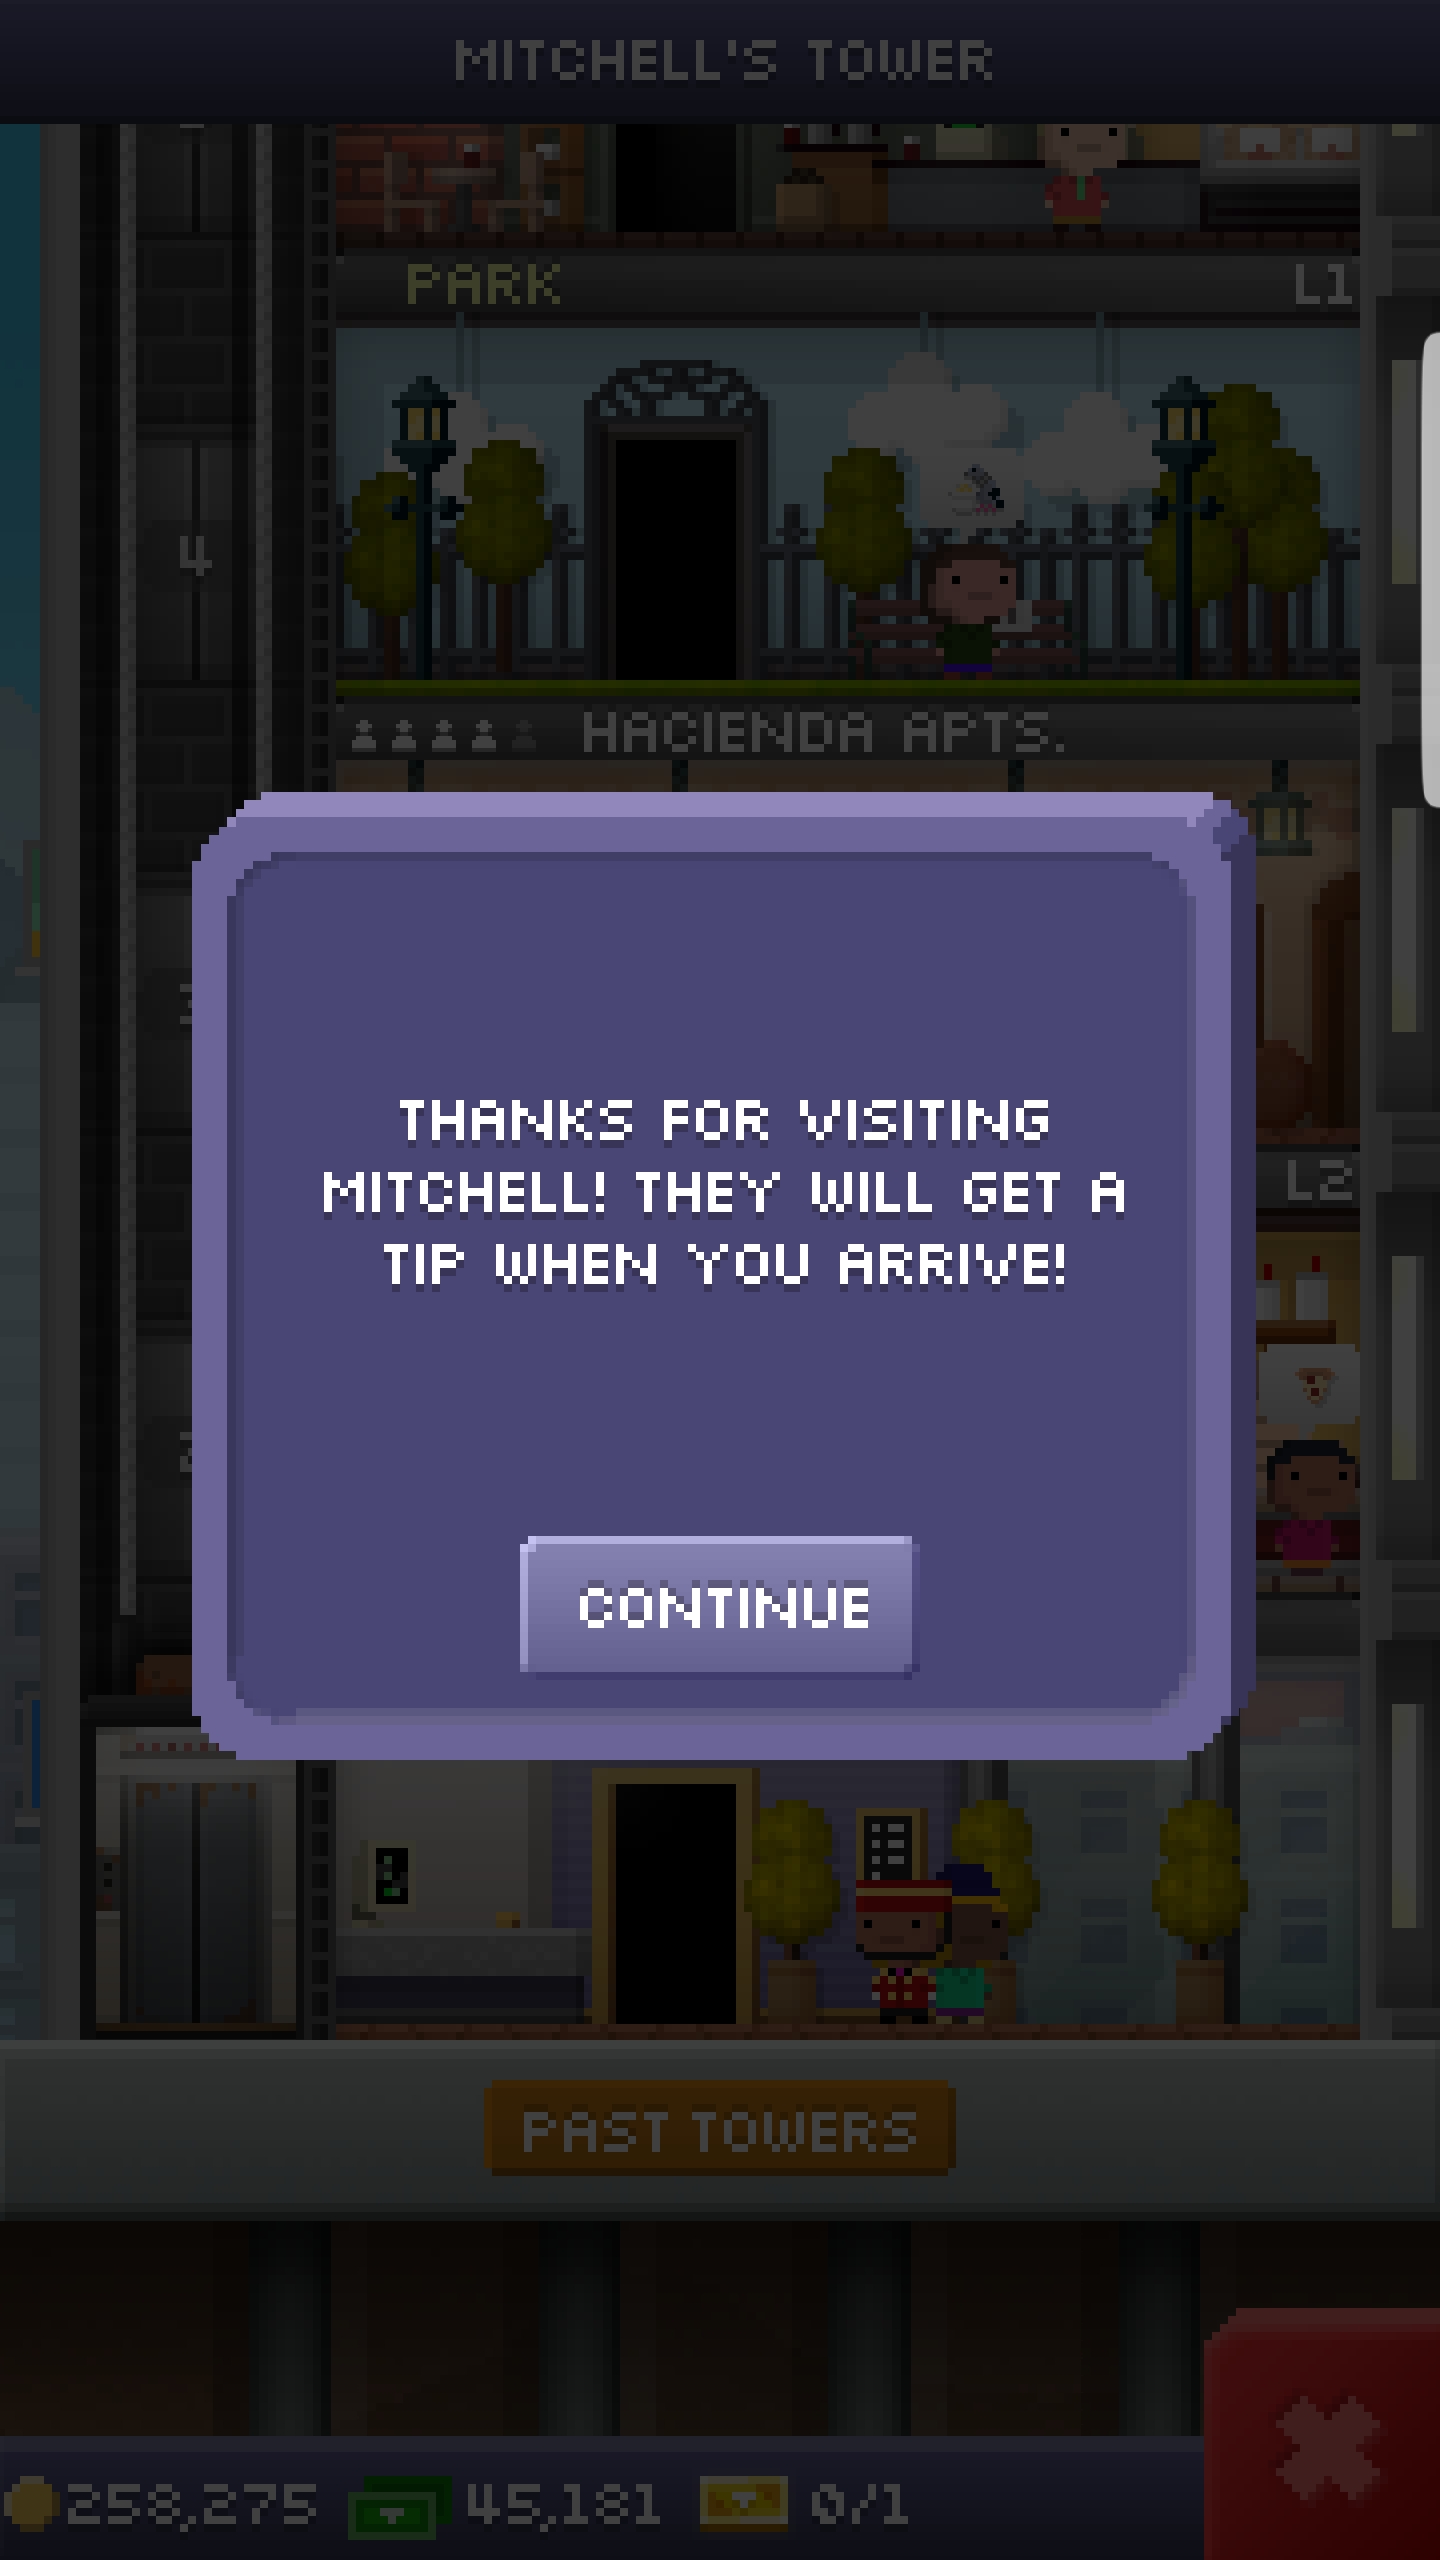 MITCHELL'S TOWER
PARK
L1
4
HACIENDA APTS.
L2
THANKS FOR VISITING
MITCHELL! THEY WILL GET A
TIP WHEN YOU ARRIVE!
CONTINUE
PAST TOWERS
258,275
45,181
0/1